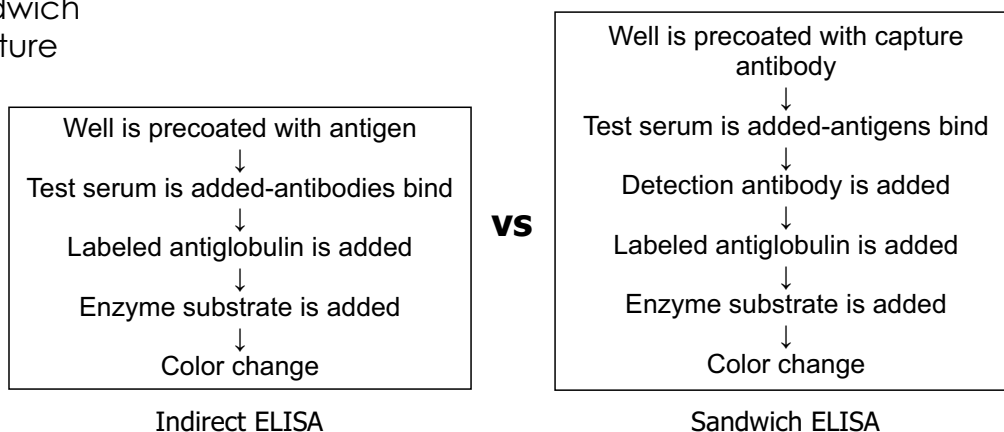 Well is precoated with antigen
↓
Test serum is added-antibodies bind
↓
Labeled antiglobulin is added
↓
Enzyme substrate is added
↓
Color change
Indirect ELISA
vs
Well is precoated with capture
antibody
↓
Test serum is added-antigens bind
↓
Detection antibody is added
↓
Labeled antiglobulin is added
↓
Enzyme substrate is added
↓
Color change
Sandwich ELISA